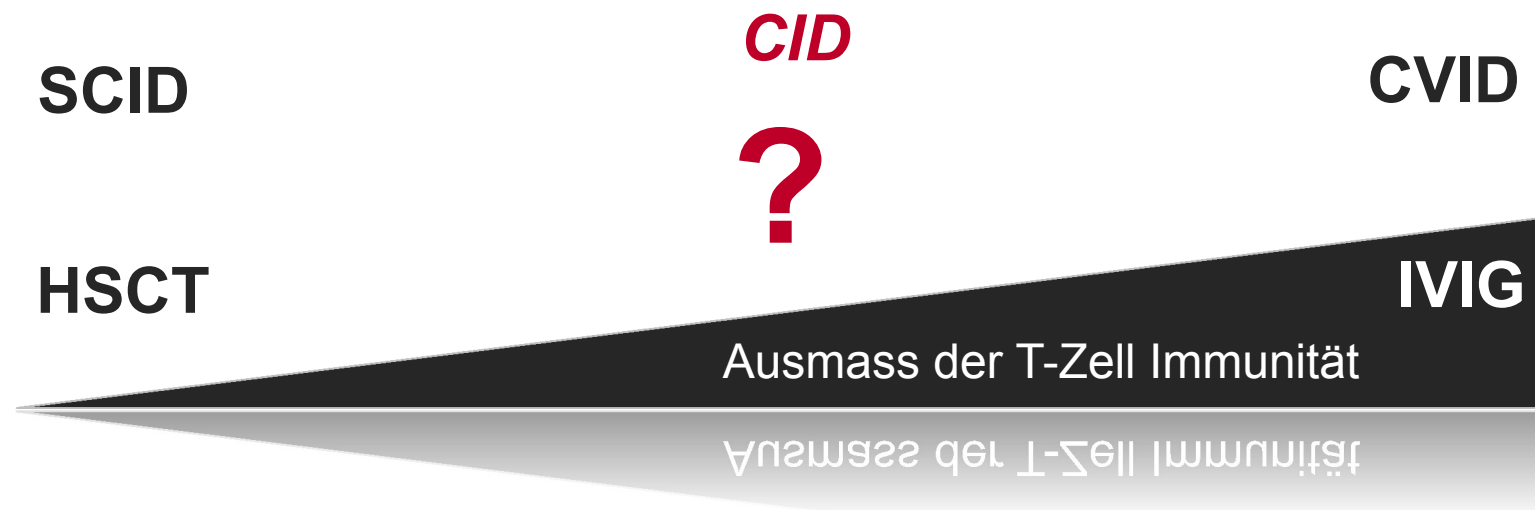 CID
SCID
CVID
?
HSCT
IVIG
Ausmass der T-Zell Immunität
Ausmass der T-Zell Immunität